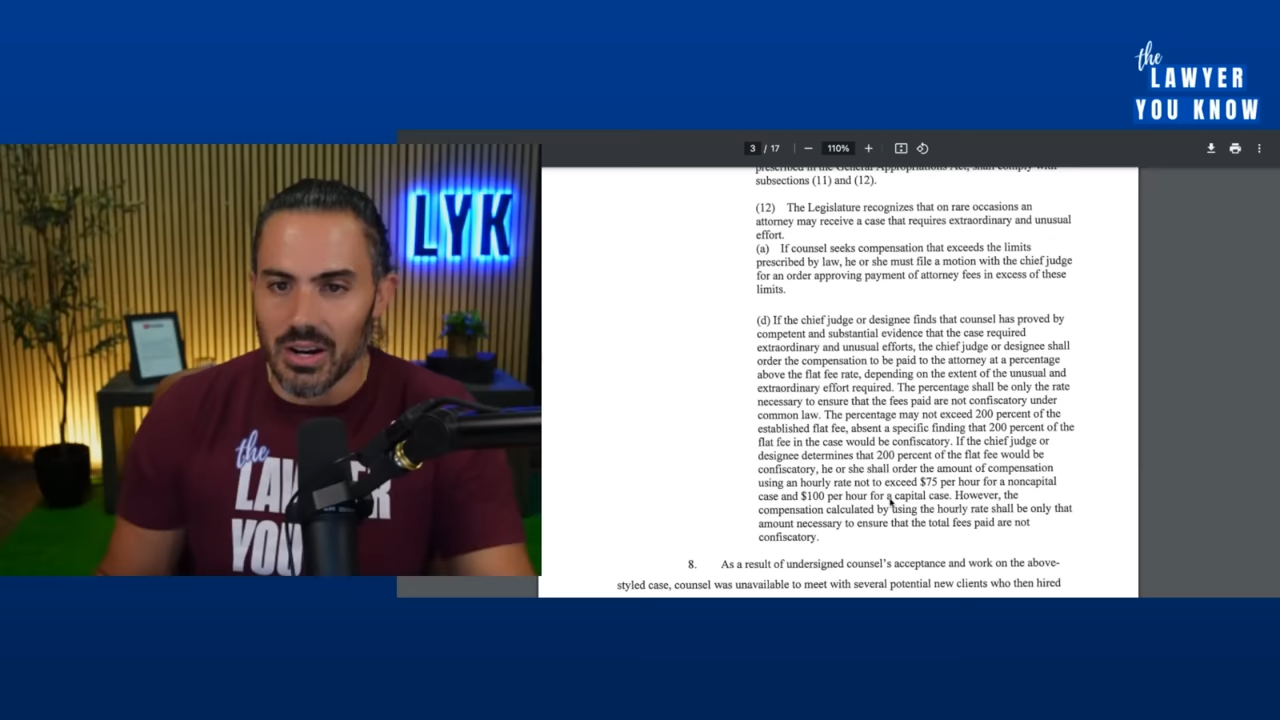 the
LAWYER
YOU KNOW
3 / 17
110%
LYK
the
YOU
prescribed in the General Appropriations Act, shall comply with
subsections (11) and (12).
(12) The Legislature recognizes that on rare occasions an
attorney may receive a case that requires extraordinary and unusual
effort.
(a) If counsel seeks compensation that exceeds the limits
prescribed by law, he or she must file a motion with the chief judge
for an order approving payment of attorney fees in excess of these
limits.
(d) If the chief judge or designee finds that counsel has proved by
competent and substantial evidence that the case required
extraordinary and unusual efforts, the chief judge or designee shall
order the compensation to be paid to the attorney at a percentage
above the flat fee rate, depending on the extent of the unusual and
extraordinary effort required. The percentage shall be only the rate
necessary to ensure that the fees paid are not confiscatory under
common law. The percentage may not exceed 200 percent of the
established flat fee, absent a specific finding that 200 percent of the
flat fee in the case would be confiscatory. If the chief judge or
designee determines that 200 percent of the flat fee would be
confiscatory, he or she shall order the amount of compensation
using an hourly rate not to exceed $75 per hour for a noncapital
case and $100 per hour for a capital case. However, the
compensation calculated by using the hourly rate shall be only that
amount necessary to ensure that the total fees paid are not
confiscatory.
8. As a result of undersigned counsel's acceptance and work on the above-
styled case, counsel was unavailable to meet with several potential new clients who then hired